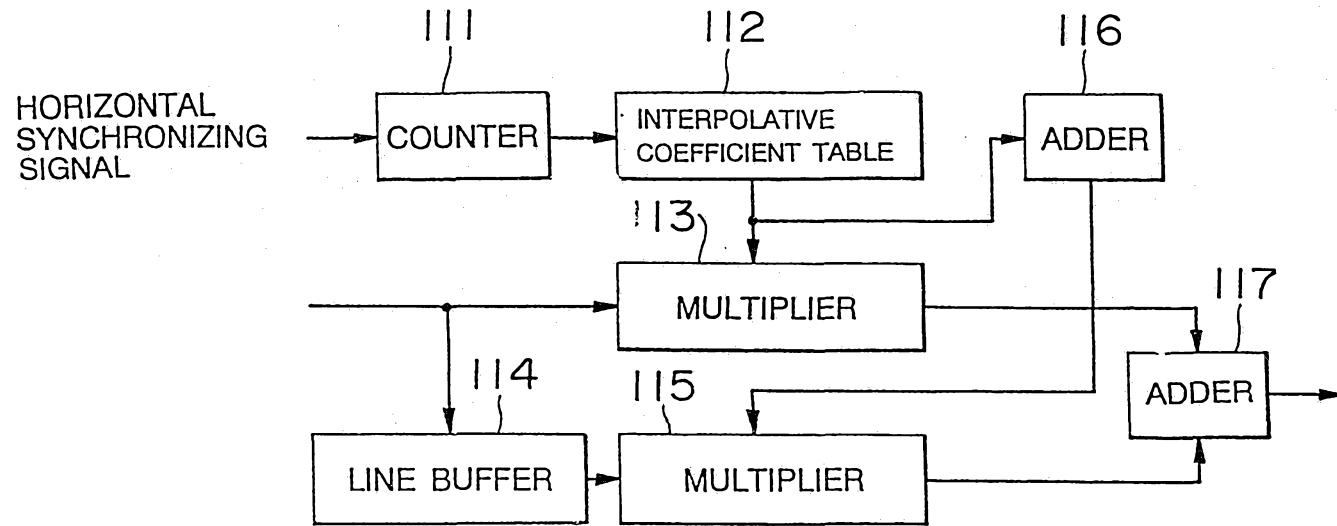 111
112
116
HORIZONTAL
SYNCHRONIZING
SIGNAL
COUNTER
INTERPOLATIVE
COEFFICIENT TABLE
ADDER
113
MULTIPLIER
117
ADDER
114
115
LINE BUFFER
MULTIPLIER